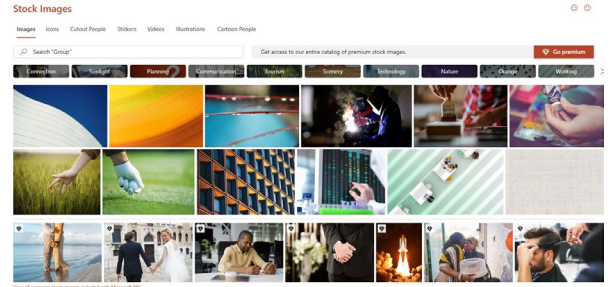 Stock Images
Images Icons Cutout People Stickers Videos Illustrations Cartoon People
Search "Group" Get access to our entire catalog of premium stock images. Go premium
Connection Sunlight Planning Communication Tourism Scenery Technology Nature Orange Working